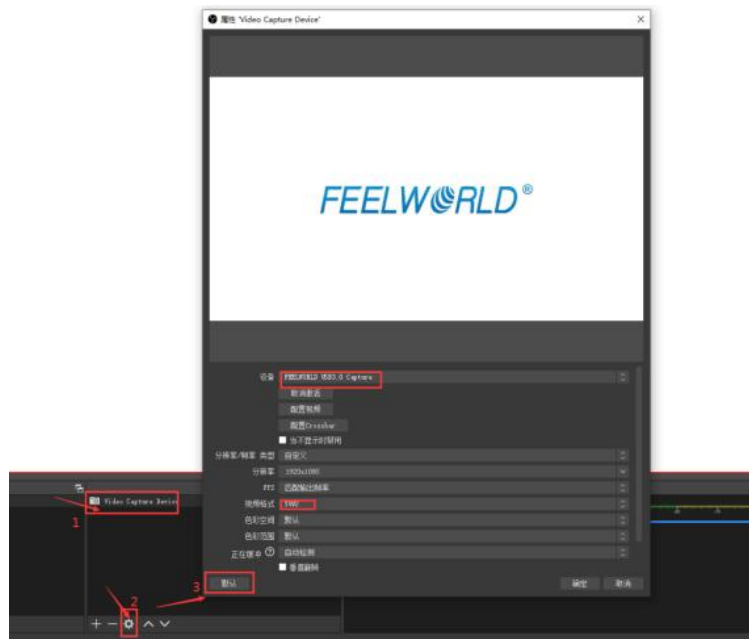 属性 'Video Capture Device'
FEELWORLD®
设备 FEELWORLD USB3.0 Capture
取消激活
配置视频
配置Crossbar
当不显示时停用
分辨率/帧率 类型 自定义
分辨率 1920x1080
FPS 匹配输出帧率
视频格式
色彩空间 默认
色彩范围 默认
正在缓冲 ? 自动检测
垂直翻转
默认 确定 取消
Video Capture Device
1
2
3